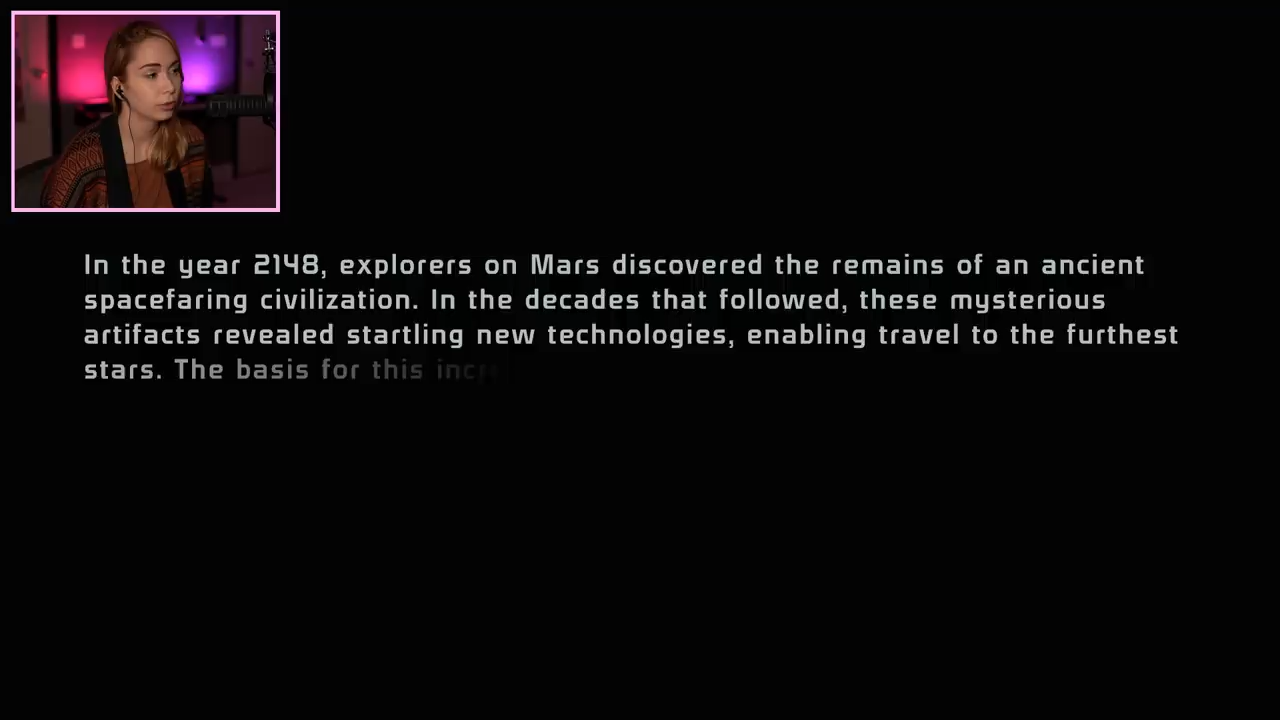 In the year 2148, explorers on Mars discovered the remains of an ancient
spacefaring civilization. In the decades that followed, these mysterious
artifacts revealed startling new technologies, enabling travel to the furthest
stars. The basis for this